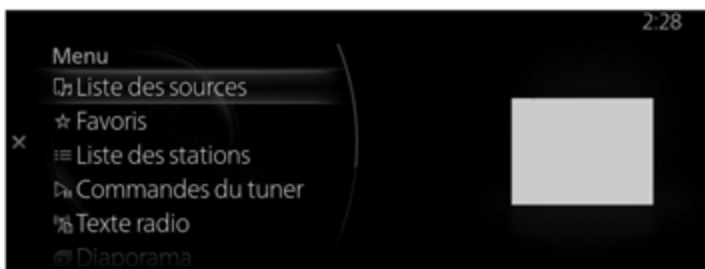 2:28
Menu
Liste des sources
Favoris
Liste des stations
Commandes du tuner
Texte radio
Diaporama